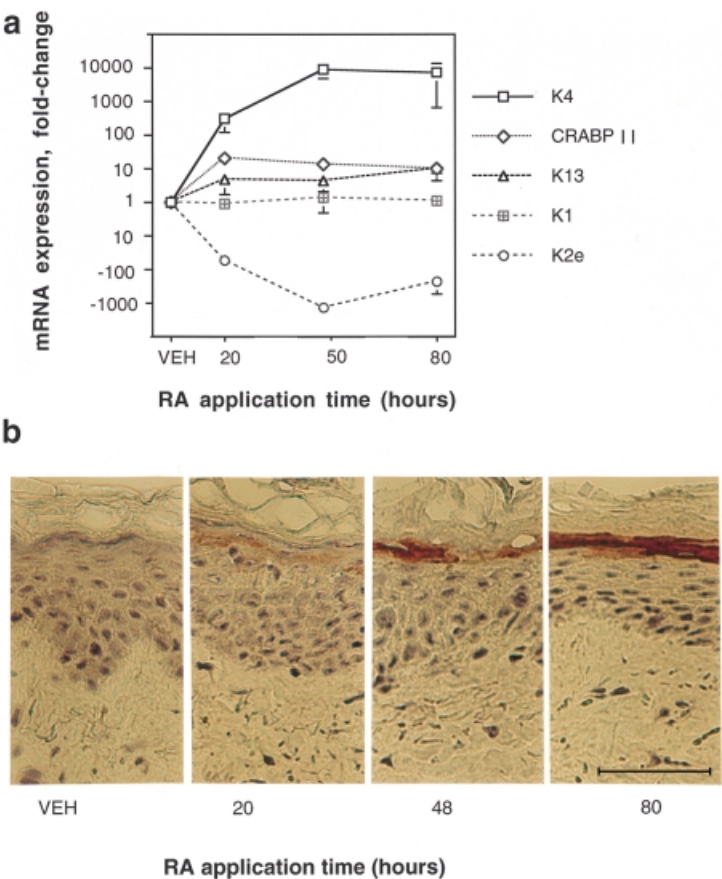 a
mRNA expression, fold-change
10000
1000
100
10
1
10
-100
-1000
VEH 20 50 80
RA application time (hours)
K4
CRABP II
K13
K1
K2e
b
VEH 20 48 80
RA application time (hours)